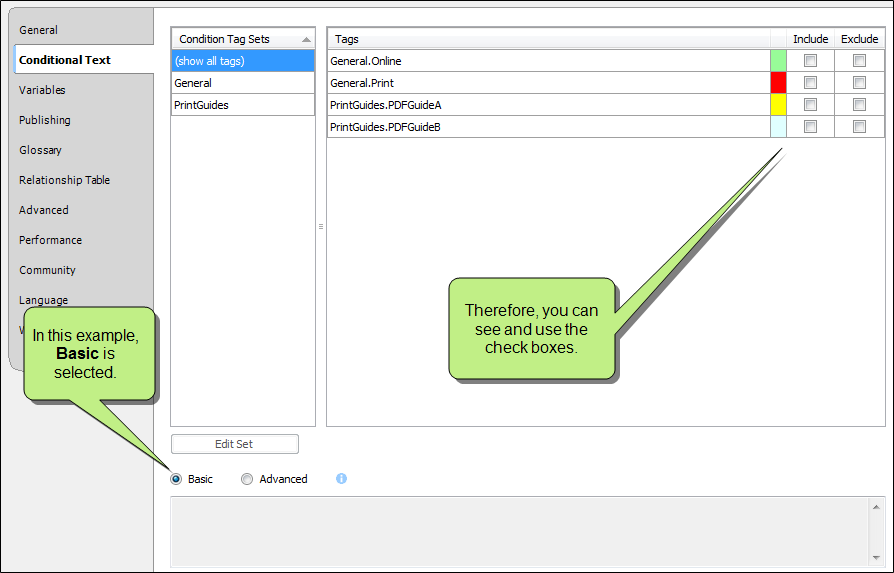 General
Conditional Text
Variables
Publishing
Glossary
Relationship Table
Advanced
Performance
Community
Language
W
Condition Tag Sets
(show all tags)
General
PrintGuides
Tags
Include
Exclude
General.Online
General.Print
PrintGuides.PDFGuideA
PrintGuides.PDFGuideB
In this example,
Basic is
selected.
Therefore, you can
see and use the
check boxes.
Edit Set
Basic
Advanced